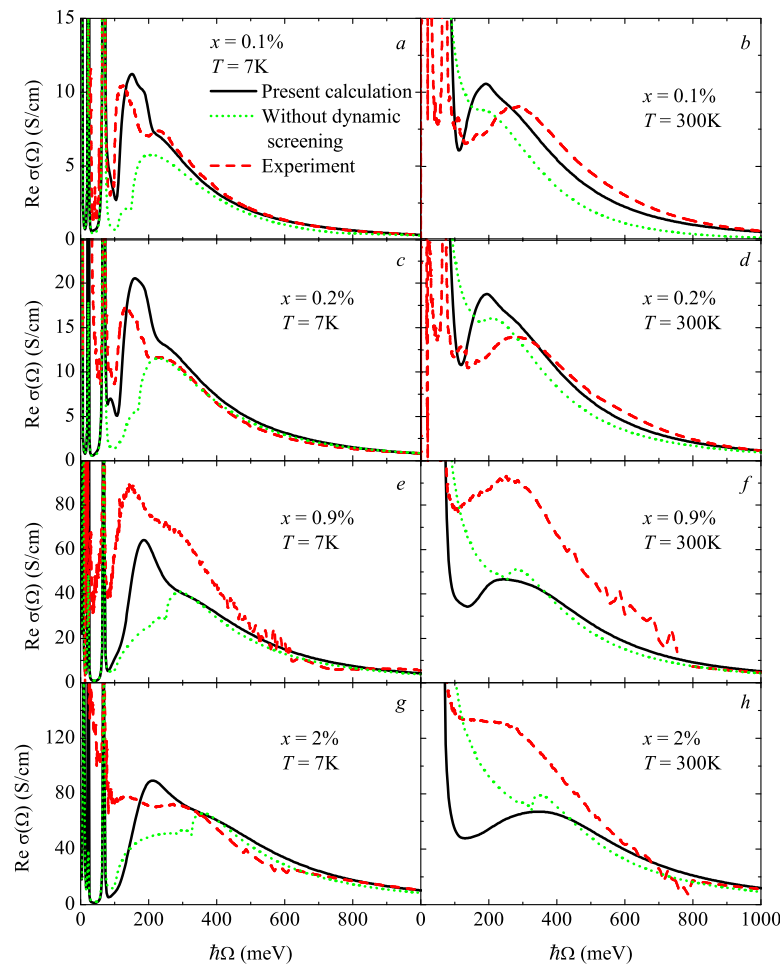 15
10
5
0
Re σ(Ω) (S/cm)
a
x = 0.1%
T = 7K
Present calculation
Without dynamic
screening
Experiment
b
x = 0.1%
T = 300K
20
15
10
5
0
Re σ(Ω) (S/cm)
c
x = 0.2%
T = 7K
d
x = 0.2%
T = 300K
80
60
40
20
0
Re σ(Ω) (S/cm)
e
x = 0.9%
T = 7K
f
x = 0.9%
T = 300K
120
80
40
0
Re σ(Ω) (S/cm)
g
x = 2%
T = 7K
h
x = 2%
T = 300K
0 200 400 600 800 0 200 400 600 800 1000
ℏΩ (meV) ℏΩ (meV)